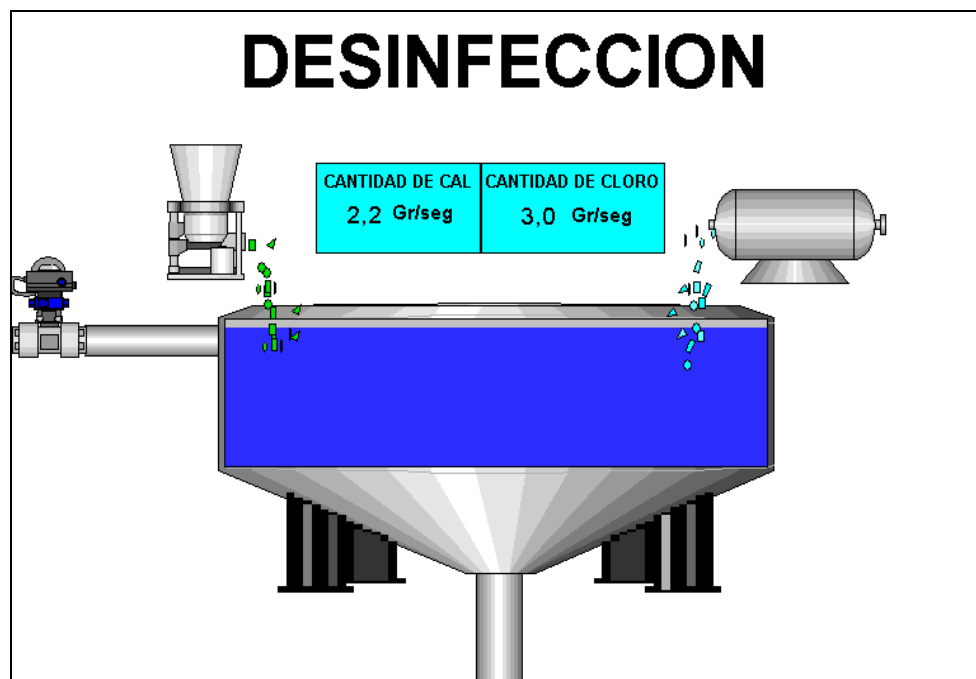 DESINFECCION
CANTIDAD DE CAL
2,2 Gr/seg
CANTIDAD DE CLORO
3,0 Gr/seg